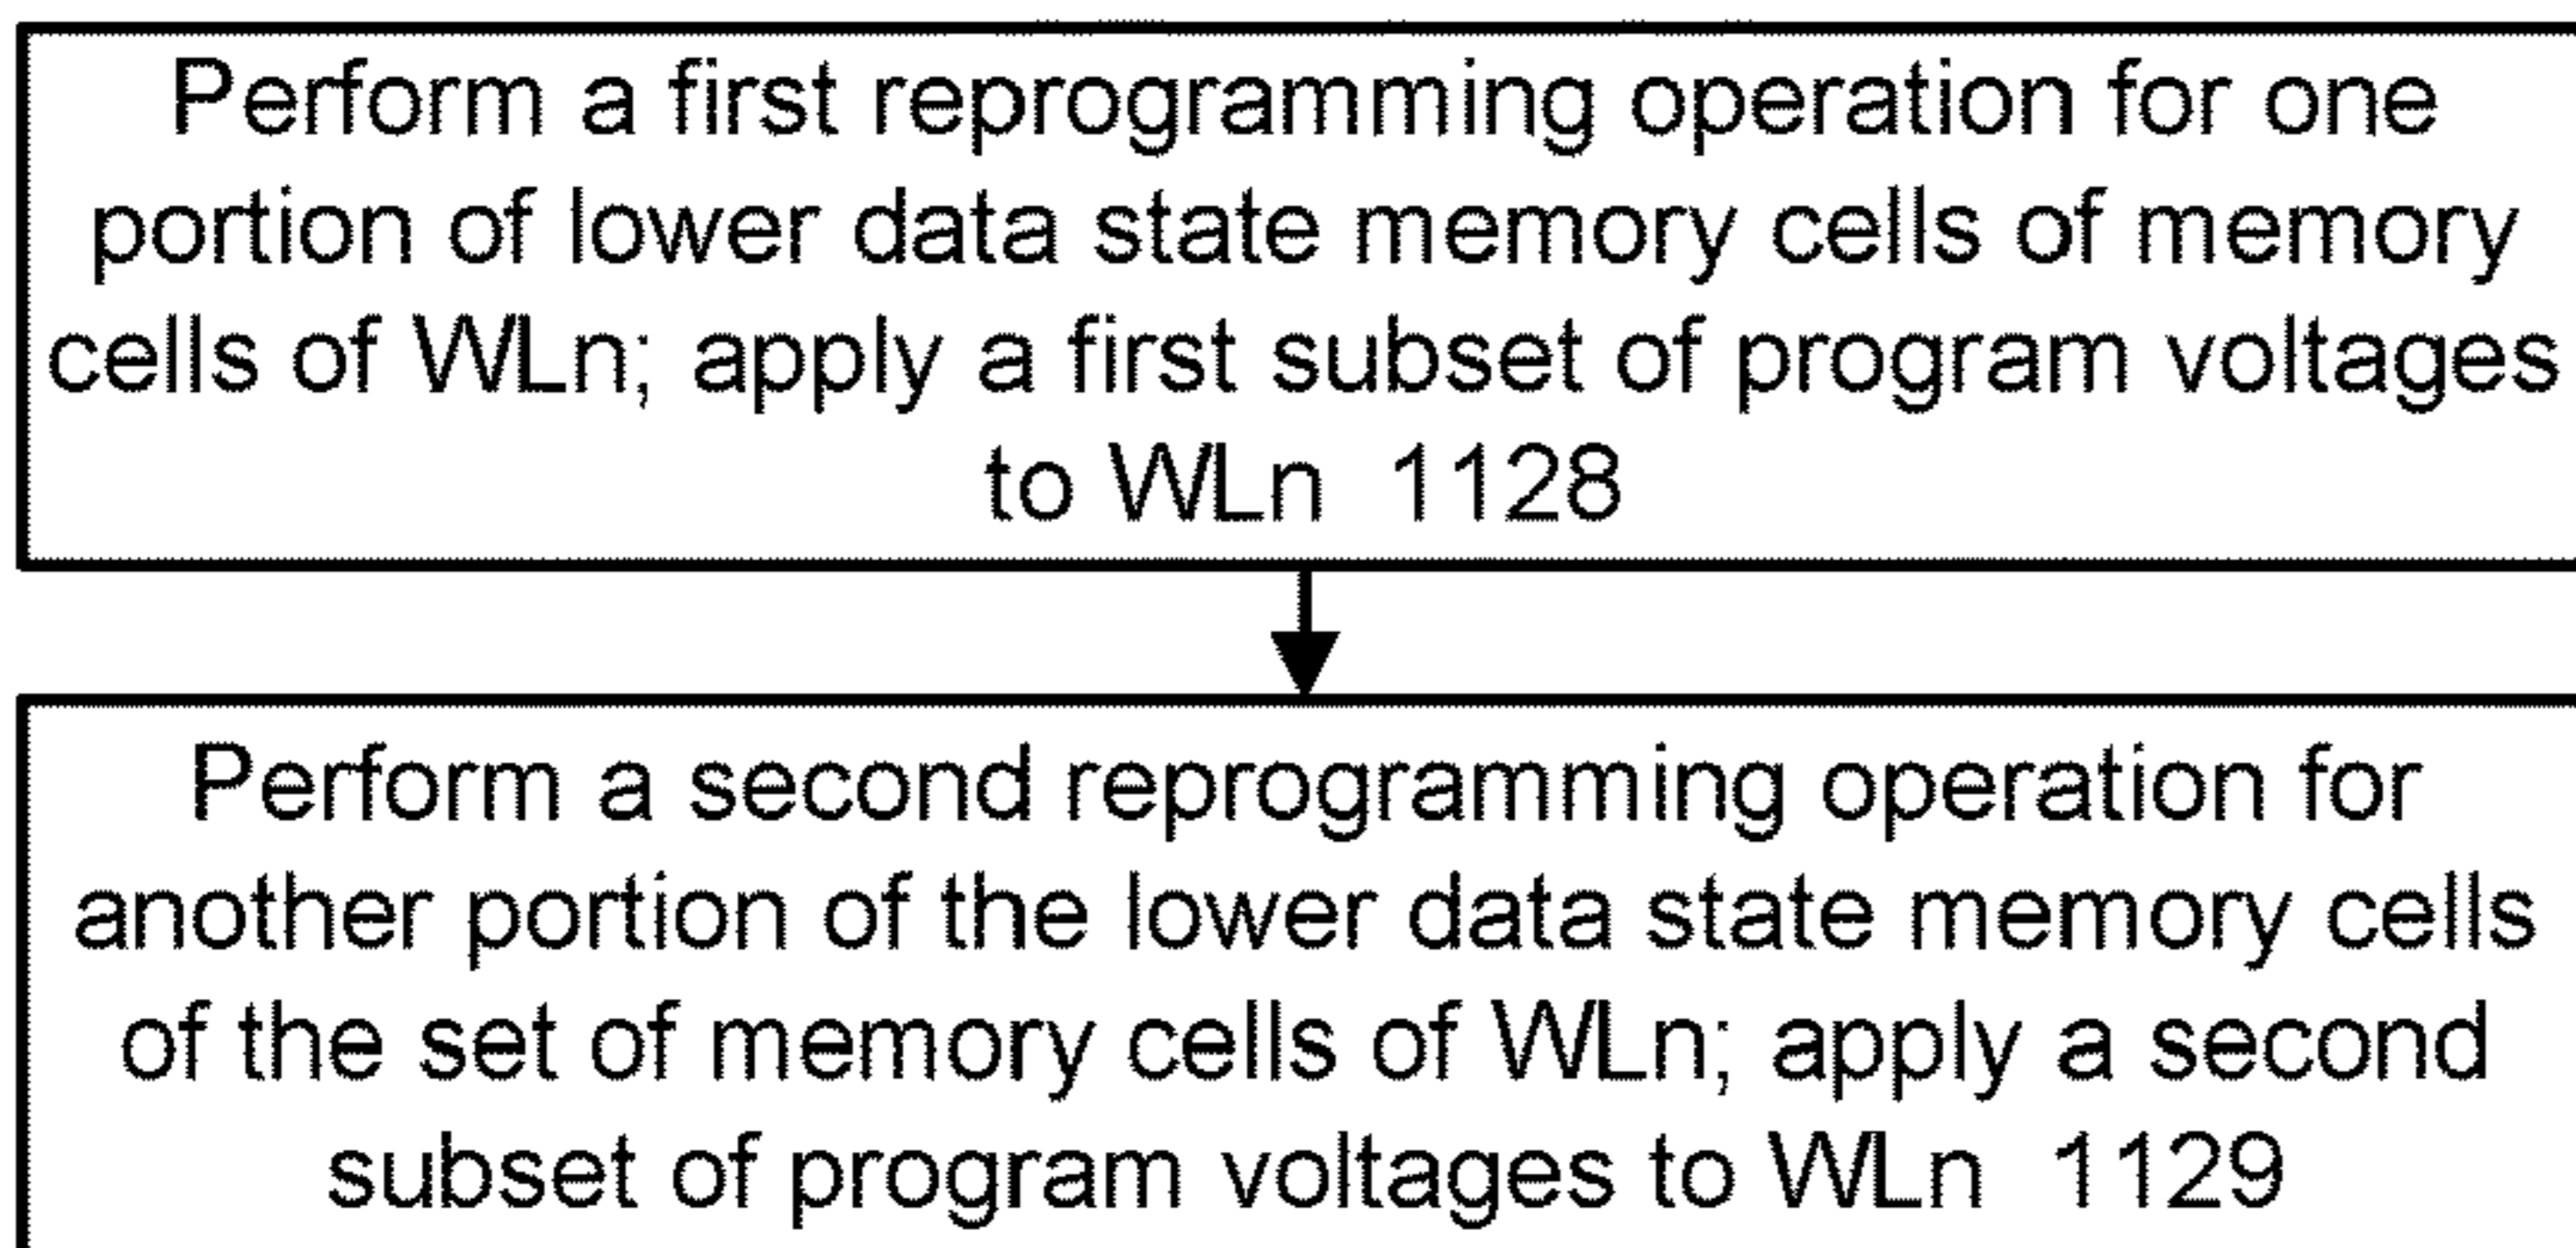 Perform a first reprogramming operation for one
portion of lower data state memory cells of memory
cells of WLn; apply a first subset of program voltages
to WLn 1128
Perform a second reprogramming operation for
another portion of the lower data state memory cells
of the set of memory cells of WLn; apply a second
subset of program voltages to WLn 1129